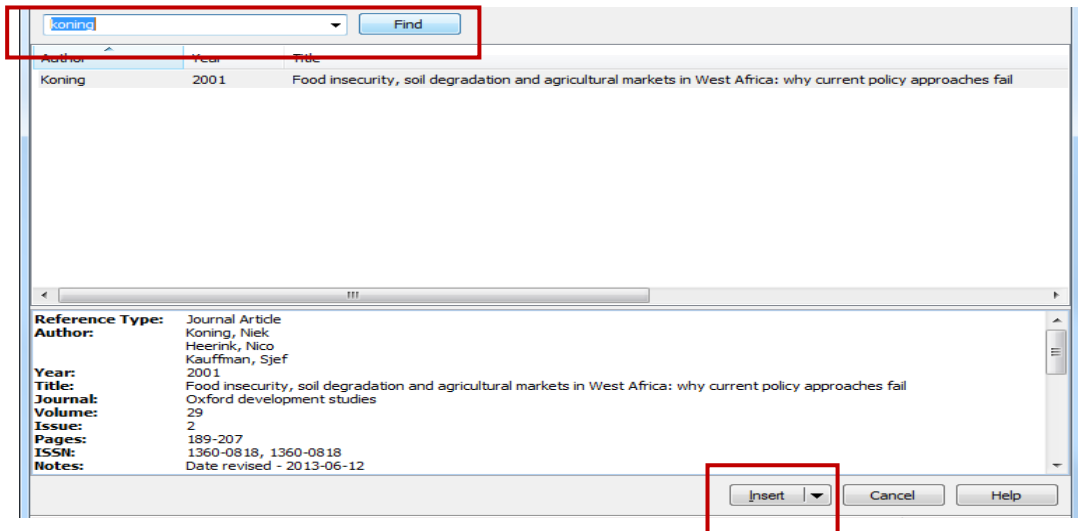 koning Find
Author Year Title
Koning 2001 Food insecurity, soil degradation and agricultural markets in West Africa: why current policy approaches fail
Reference Type: Journal Article
Author: Koning, Niek
Heerink, Nico
Kauffman, Sjef
Year: 2001
Title: Food insecurity, soil degradation and agricultural markets in West Africa: why current policy approaches fail
Journal: Oxford development studies
Volume: 29
Issue: 2
Pages: 189-207
ISSN: 1360-0818, 1360-0818
Notes: Date revised - 2013-06-12
Insert Cancel Help